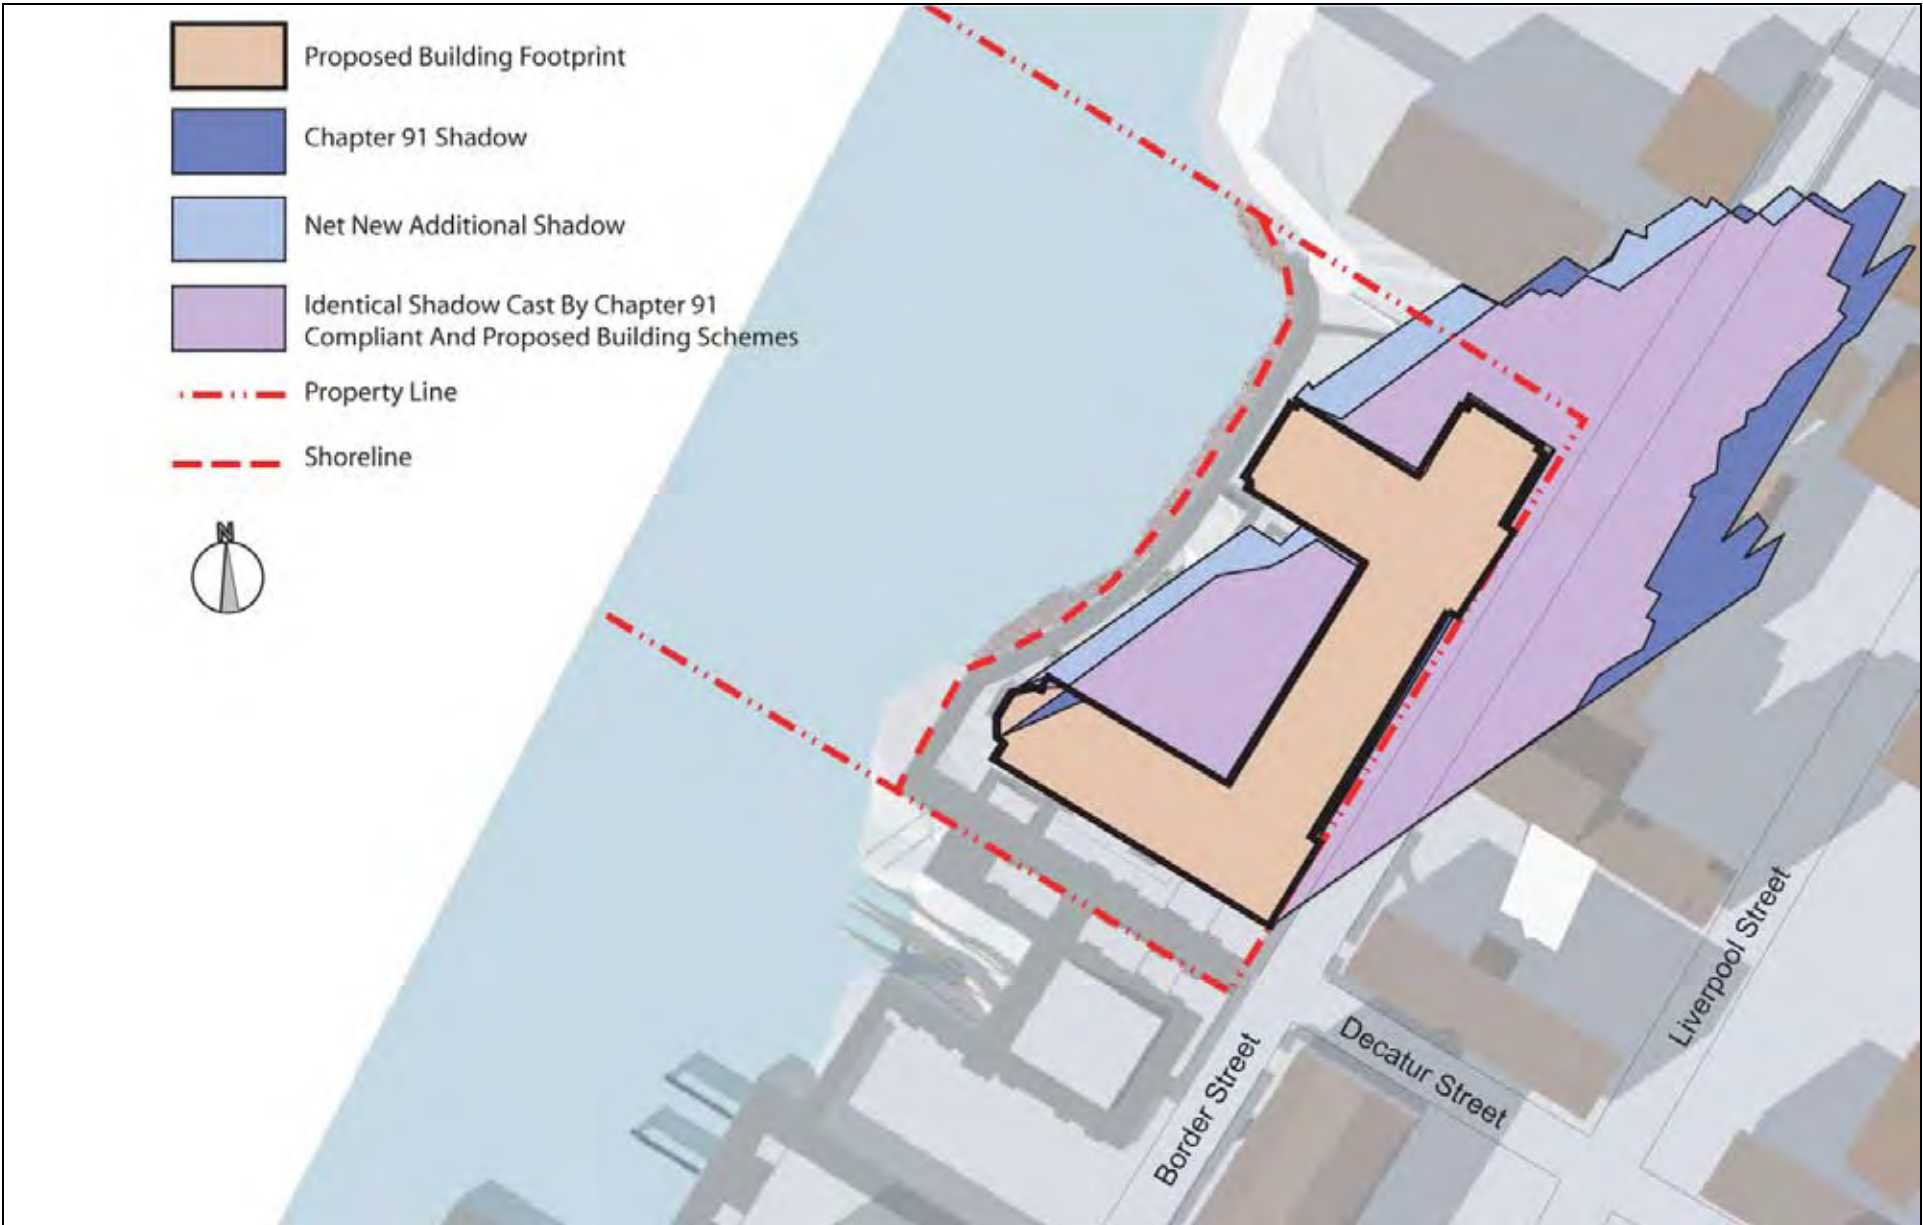 Proposed Building Footprint
Chapter 91 Shadow
Net New Additional Shadow
Identical Shadow Cast By Chapter 91
Compliant And Proposed Building Schemes
Property Line
Shoreline
N
Liverpool Street
Decatur Street
Border Street